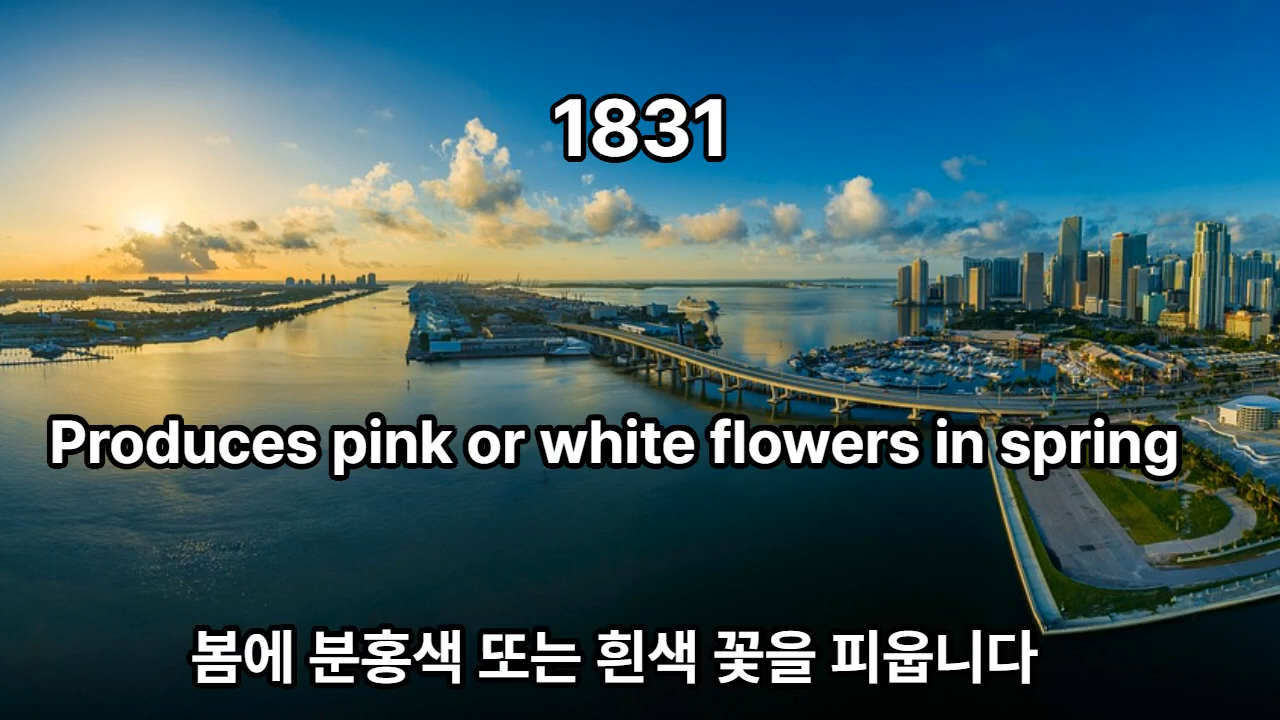 1831
Produces pink or white flowers in spring
봄에 분홍색 또는 흰색 꽃을 피웁니다